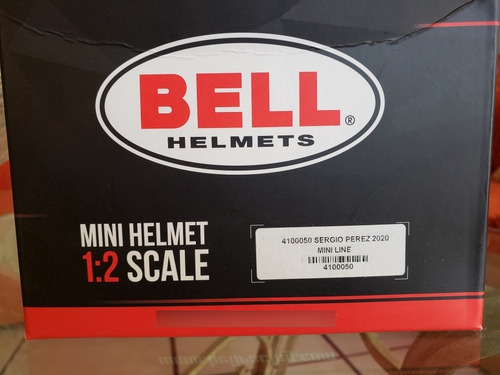 BELL
®
HELMETS
MINI HELMET
1:2 SCALE
4100050 SERGIO PEREZ 2020
MINI LINE
4100050